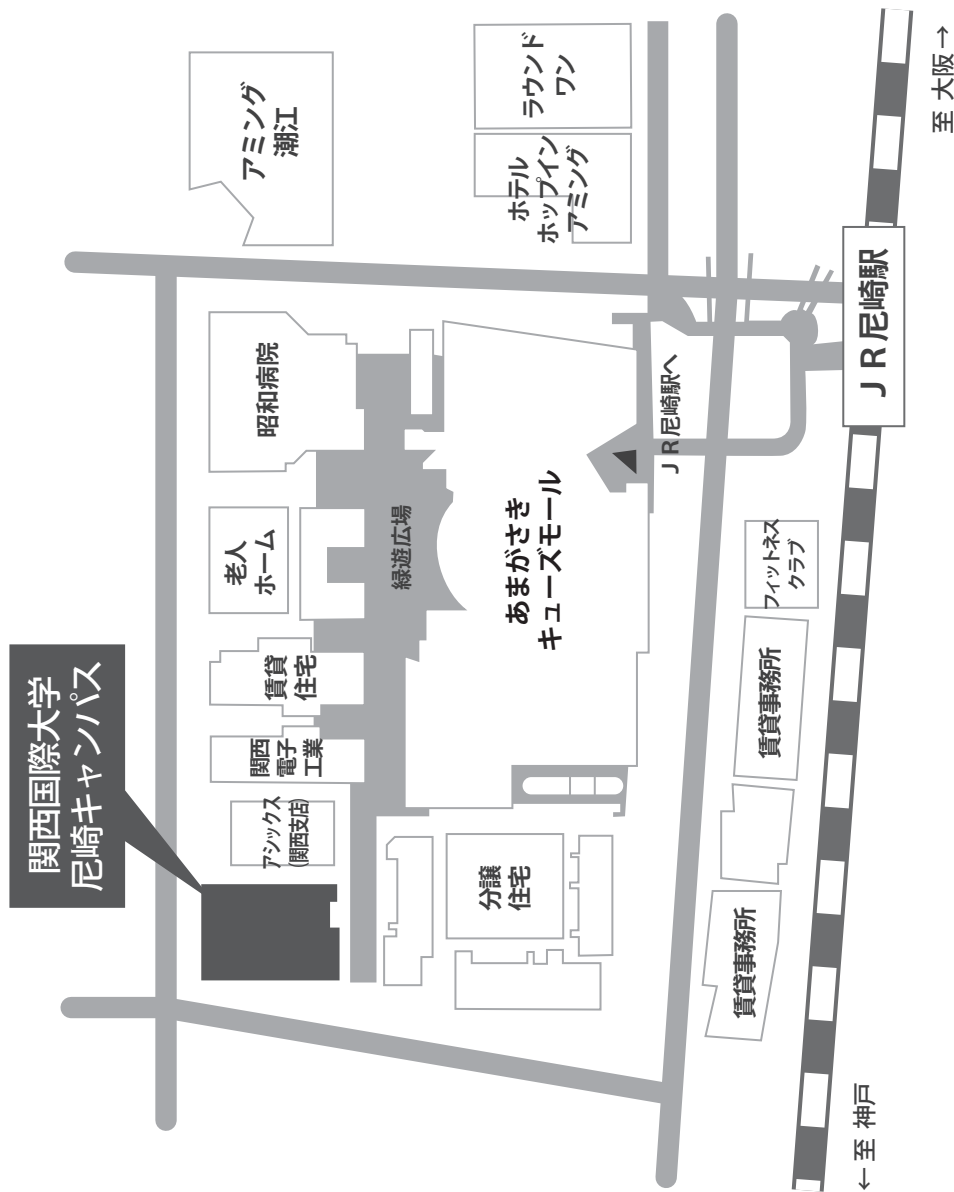 関西国際大学
尼崎キャンパス
アシックス
(関西支店)
関西
電子
工業
賃貸
住宅
老人
ホーム
昭和病院
アミング
潮江
緑遊広場
分譲
住宅
あまがさき
キューズモール
ホテル
ホップイン
アミング
ラウンド
ワン
JR尼崎駅へ
賃貸事務所
賃貸事務所
フィットネス
クラブ
JR尼崎駅
←至 神戸
至 大阪→